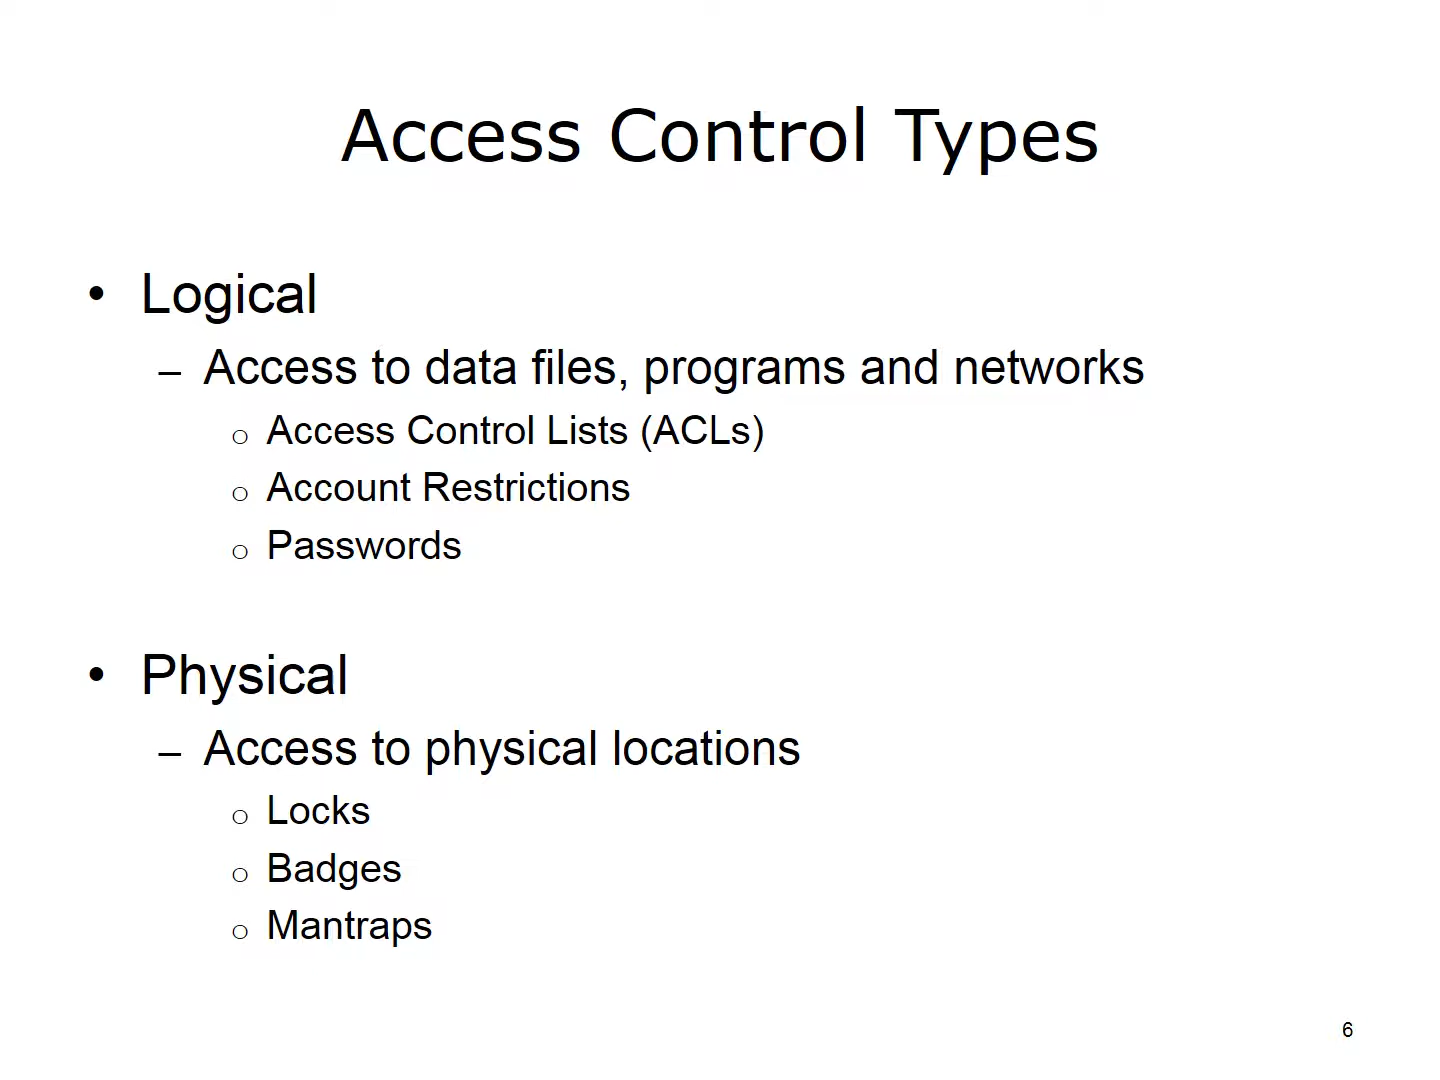 Access Control Types
• Logical
– Access to data files, programs and networks
o Access Control Lists (ACLs)
o Account Restrictions
o Passwords
• Physical
– Access to physical locations
o Locks
o Badges
o Mantraps
6